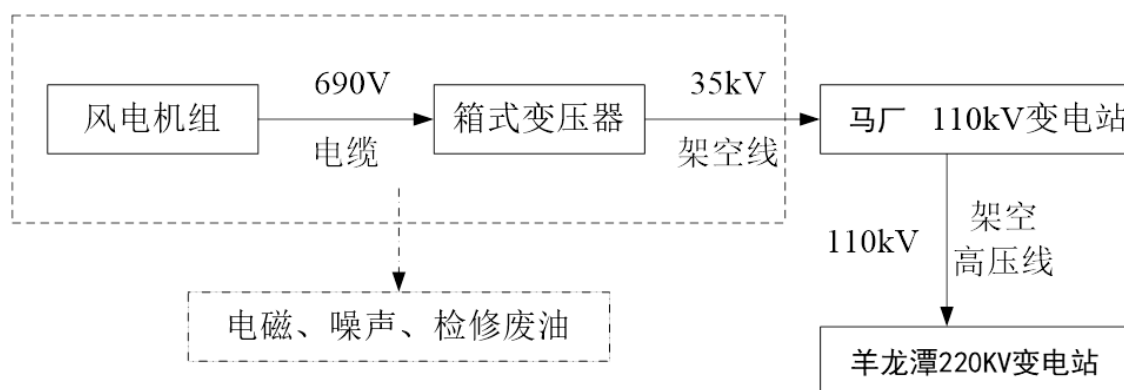 690V
35kV
风电机组
箱式变压器
马厂 110kV变电站
电缆
架空线
110kV
架空
高压线
电磁、噪声、检修废油
羊龙潭220KV变电站